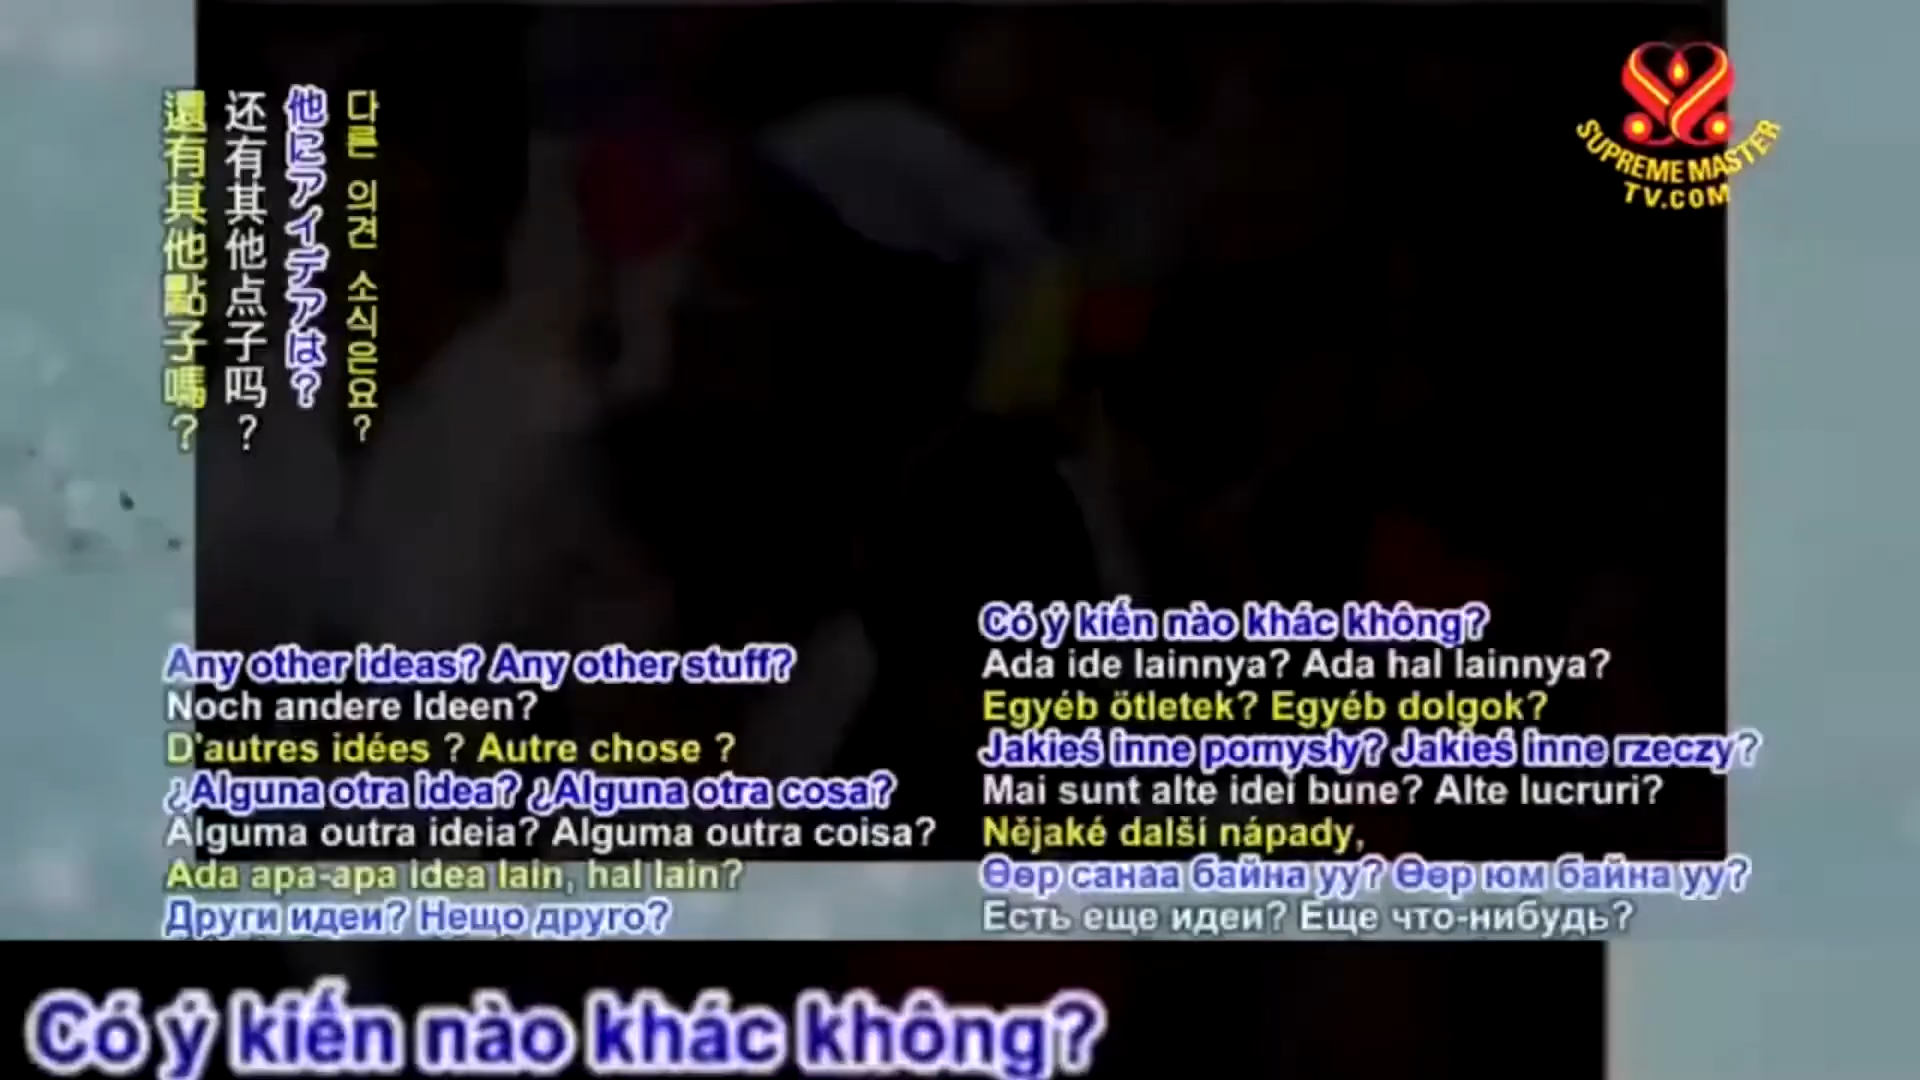 還有其他點子嗎？
还有其他点子吗？
他にアイデアは？
다른 의견 소식은요?
SUPREME MASTER
TV.COM
Any other ideas? Any other stuff?
Noch andere Ideen?
D'autres idées ? Autre chose ?
¿Alguna otra idea? ¿Alguna otra cosa?
Alguma outra ideia? Alguma outra coisa?
Ada apa-apa idea lain, hal lain?
Други идеи? Нещо друго?
Có ý kiến nào khác không?
Ada ide lainnya? Ada hal lainnya?
Egyéb ötletek? Egyéb dolgok?
Jakieś inne pomysły? Jakieś inne rzeczy?
Mai sunt alte idei bune? Alte lucruri?
Nějaké další nápady,
Өөр санаа байна уу? Өөр юм байна уу?
Есть еще идеи? Еще что-нибудь?
Có ý kiến nào khác không?